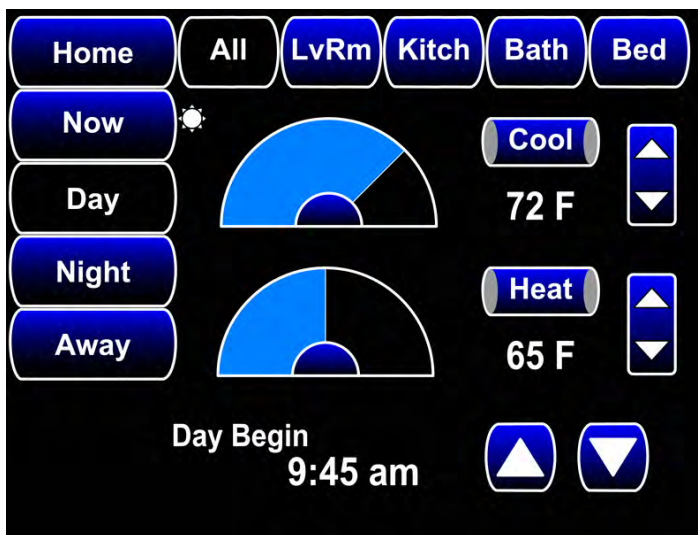 Home All LvRm Kitch Bath Bed
Now
Cool
Day
72 F
Night
Heat
Away
65 F
Day Begin
9:45 am